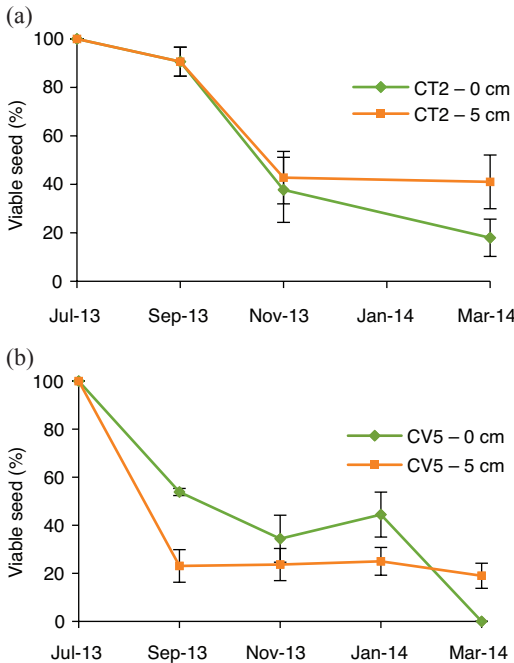 (a)
100
80
60
40
20
0
Viable seed (%)
CT2 – 0 cm
CT2 – 5 cm
Jul-13 Sep-13 Nov-13 Jan-14 Mar-14
(b)
100
80
60
40
20
0
Viable seed (%)
CV5 – 0 cm
CV5 – 5 cm
Jul-13 Sep-13 Nov-13 Jan-14 Mar-14